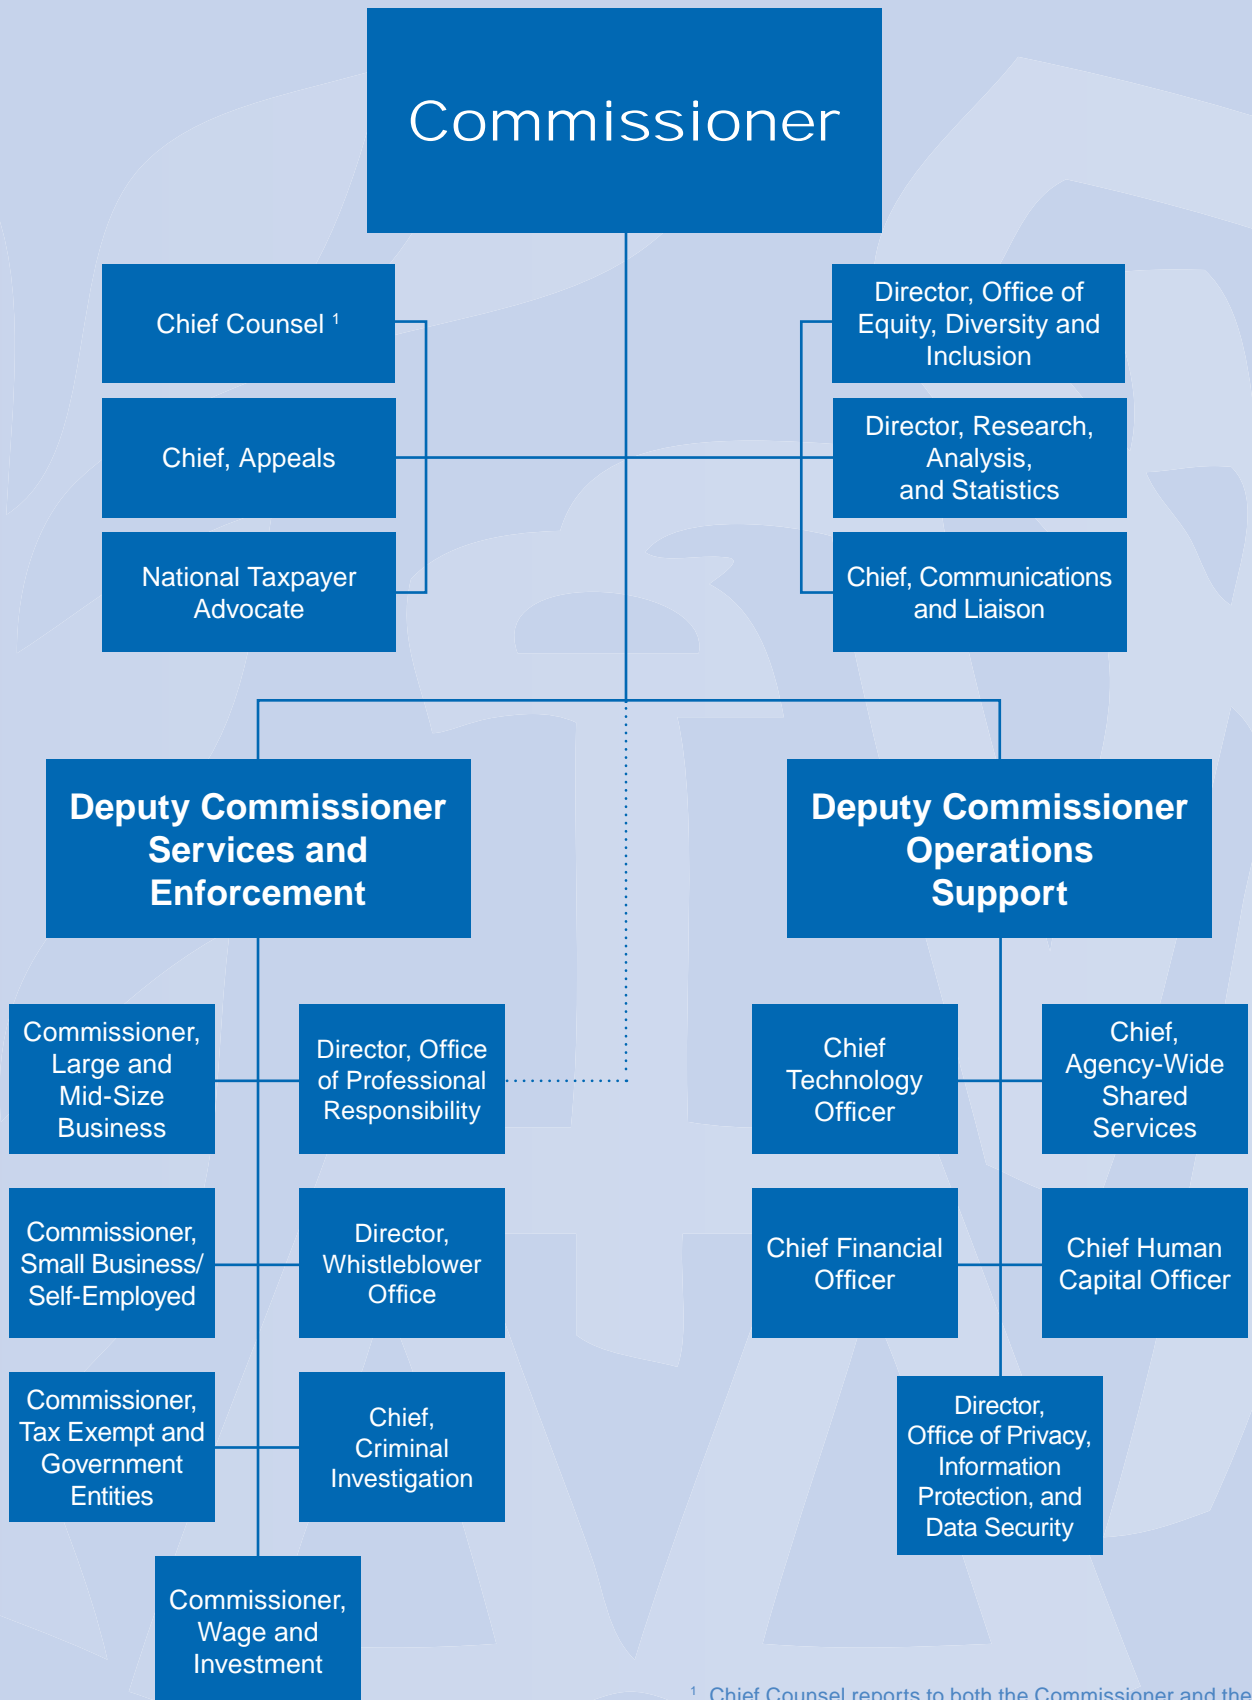 Commissioner
Chief Counsel 1
Director, Office of
Equity, Diversity and
Inclusion
Chief, Appeals
Director, Research,
Analysis,
and Statistics
National Taxpayer
Advocate
Chief, Communications
and Liaison
Deputy Commissioner
Services and
Enforcement
Deputy Commissioner
Operations
Support
Commissioner,
Large and
Mid-Size
Business
Director, Office
of Professional
Responsibility
Chief
Technology
Officer
Chief,
Agency-Wide
Shared
Services
Commissioner,
Small Business/
Self-Employed
Director,
Whistleblower
Office
Chief Financial
Officer
Chief Human
Capital Officer
Commissioner,
Tax Exempt and
Government
Entities
Chief,
Criminal
Investigation
Director,
Office of Privacy,
Information
Protection, and
Data Security
Commissioner,
Wage and
Investment
1 Chief Counsel reports to both the Commissioner and the